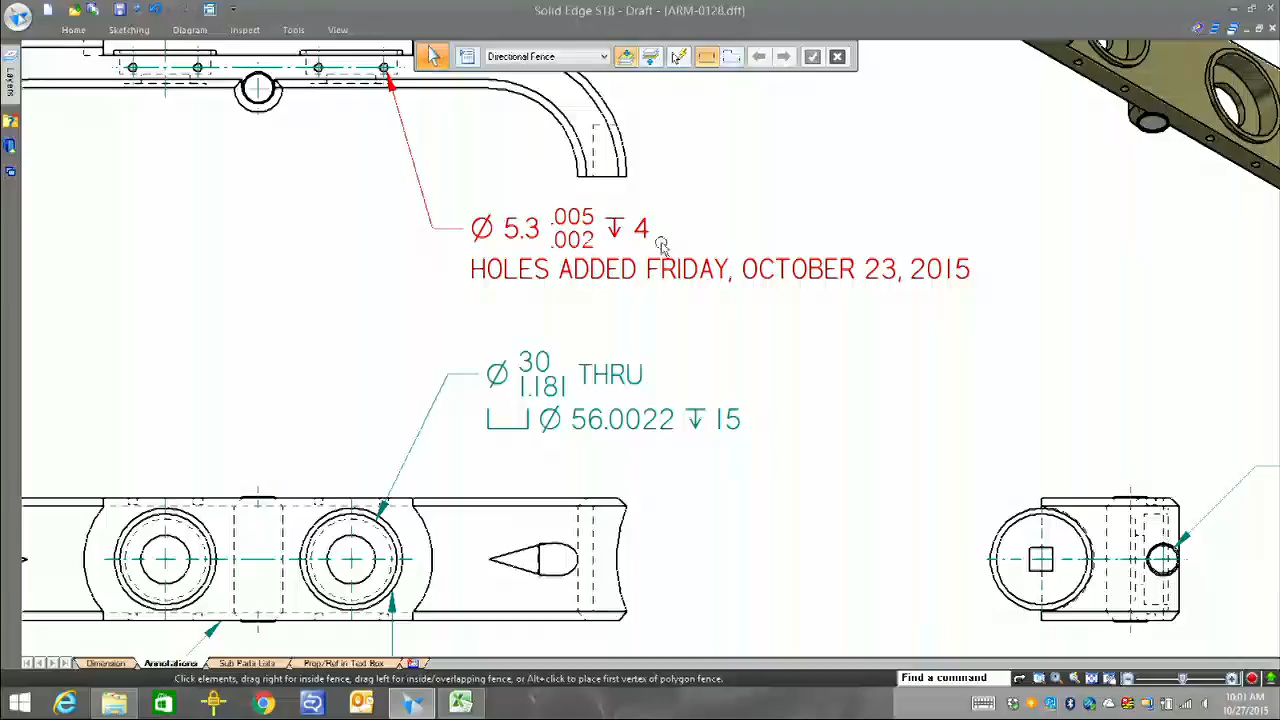 Solid Edge ST8 - Draft - [ARM-0128.dft]
Home Sketching Diagram Inspect Tools View
Directional Fence
Layers
Ø 5.3 .005 .002 ↧ 4
HOLES ADDED FRIDAY, OCTOBER 23, 2015
Ø 30 1.181 THRU
⌴ Ø 56.0022 ↧ 15
Dimension Annotations Sub Parts Lists Prop/Ref in Text Box
Click elements, drag right for inside fence, drag left for inside/overlapping fence, or Alt+click to place first vertex of polygon fence.
Find a command
10:01 AM
10/27/2015